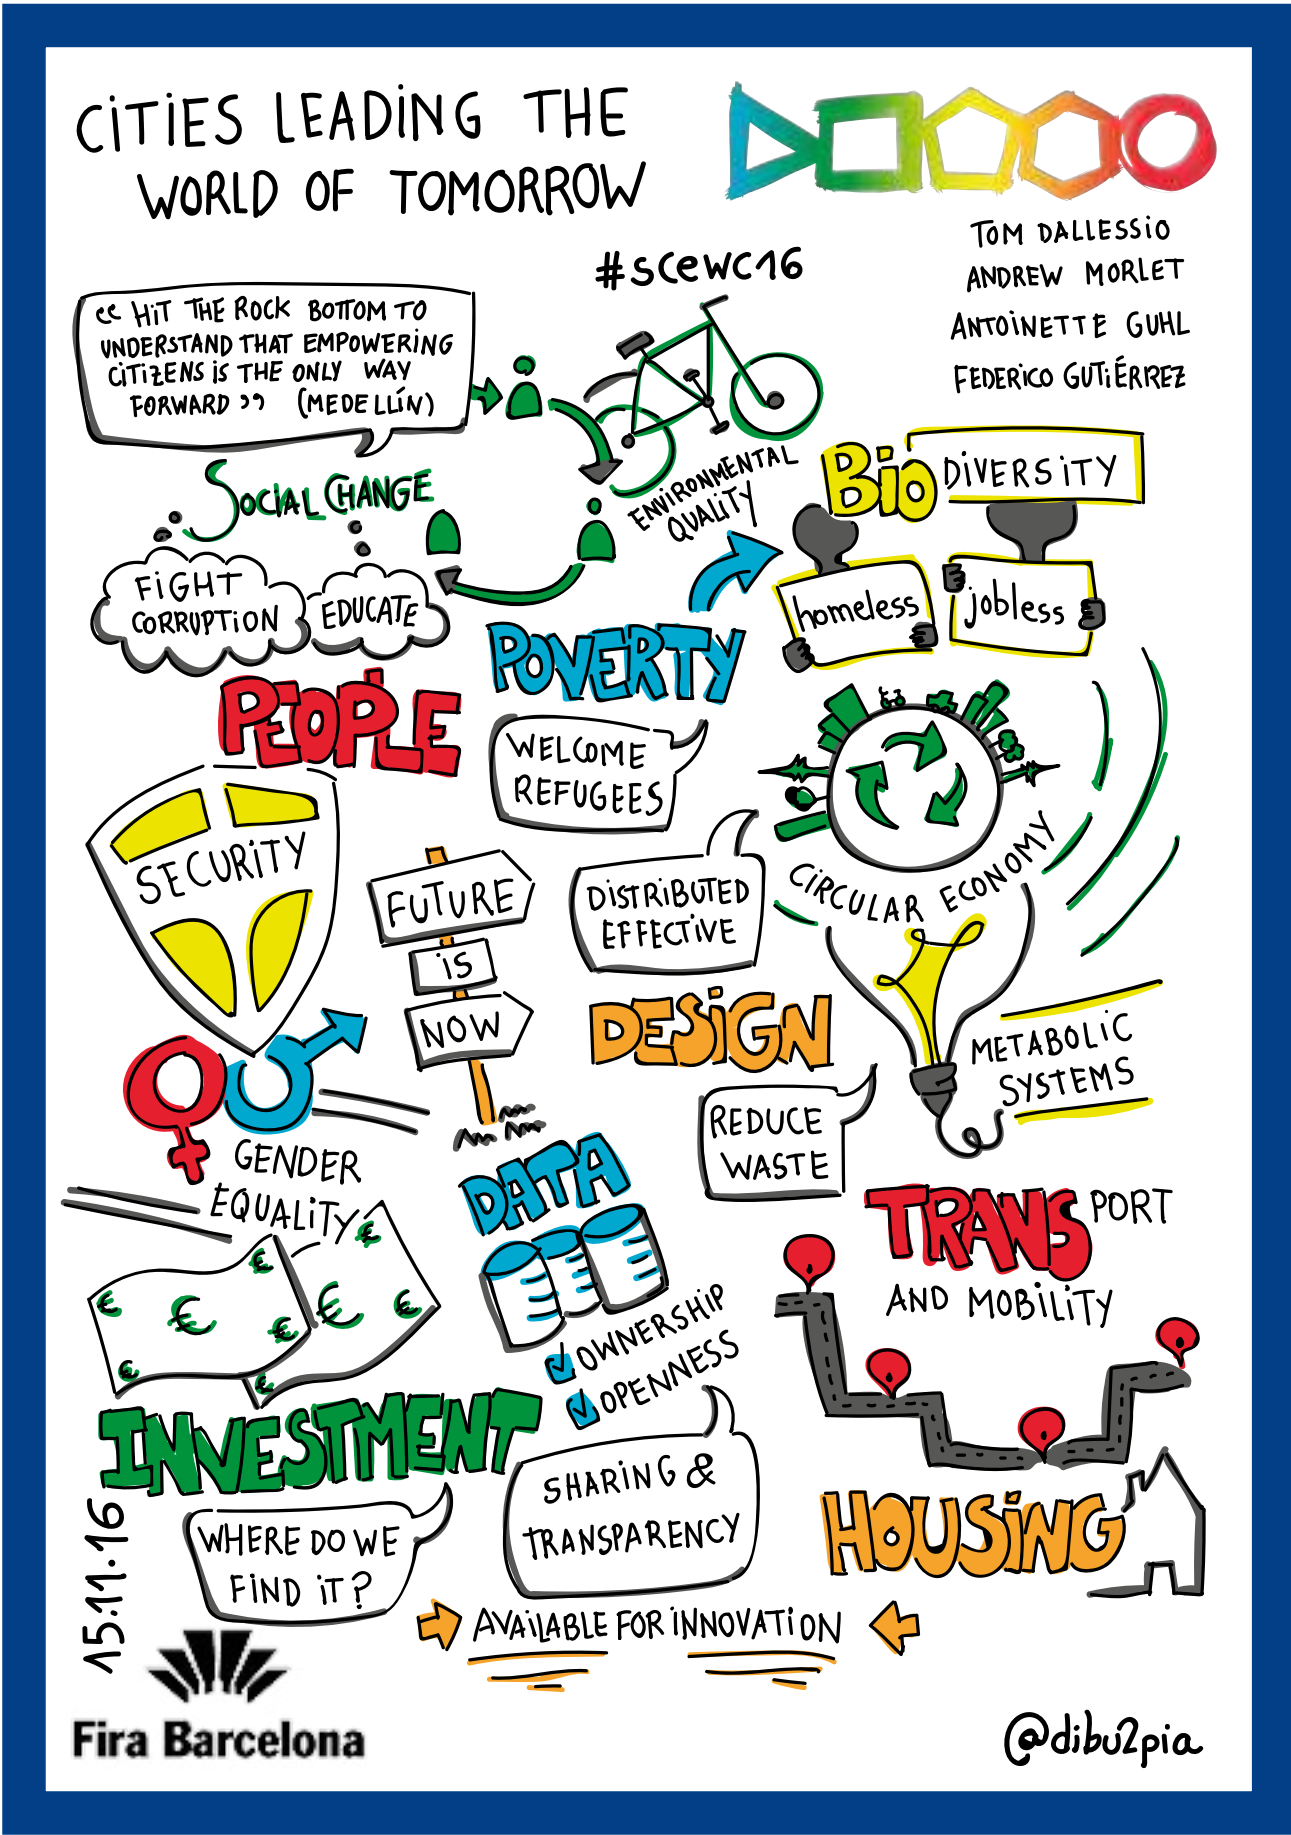 CITIES LEADING THE
WORLD OF TOMORROW
TOM DALLESSIO
ANDREW MORLET
ANTOINETTE GUHL
FEDERICO GUTIÉRREZ
#SCEWC16
“HIT THE ROCK BOTTOM TO
UNDERSTAND THAT EMPOWERING
CITIZENS IS THE ONLY WAY
FORWARD” (MEDELLÍN)
SOCIAL CHANGE
FIGHT
CORRUPTION
EDUCATE
ENVIRONMENTAL
QUALITY
BIODIVERSITY
homeless
jobless
POVERTY
WELCOME
REFUGEES
PEOPLE
SECURITY
FUTURE
IS
NOW
GENDER
EQUALITY
CIRCULAR ECONOMY
DISTRIBUTED
EFFECTIVE
DESIGN
METABOLIC
SYSTEMS
REDUCE
WASTE
DATA
OWNERSHIP
OPENNESS
SHARING &
TRANSPARENCY
TRANSPORT
AND MOBILITY
€ € € € €
€ € € €
INVESTMENT
WHERE DO WE
FIND IT?
HOUSING
AVAILABLE FOR INNOVATION
15.11.16
Fira Barcelona
@dibu2pia